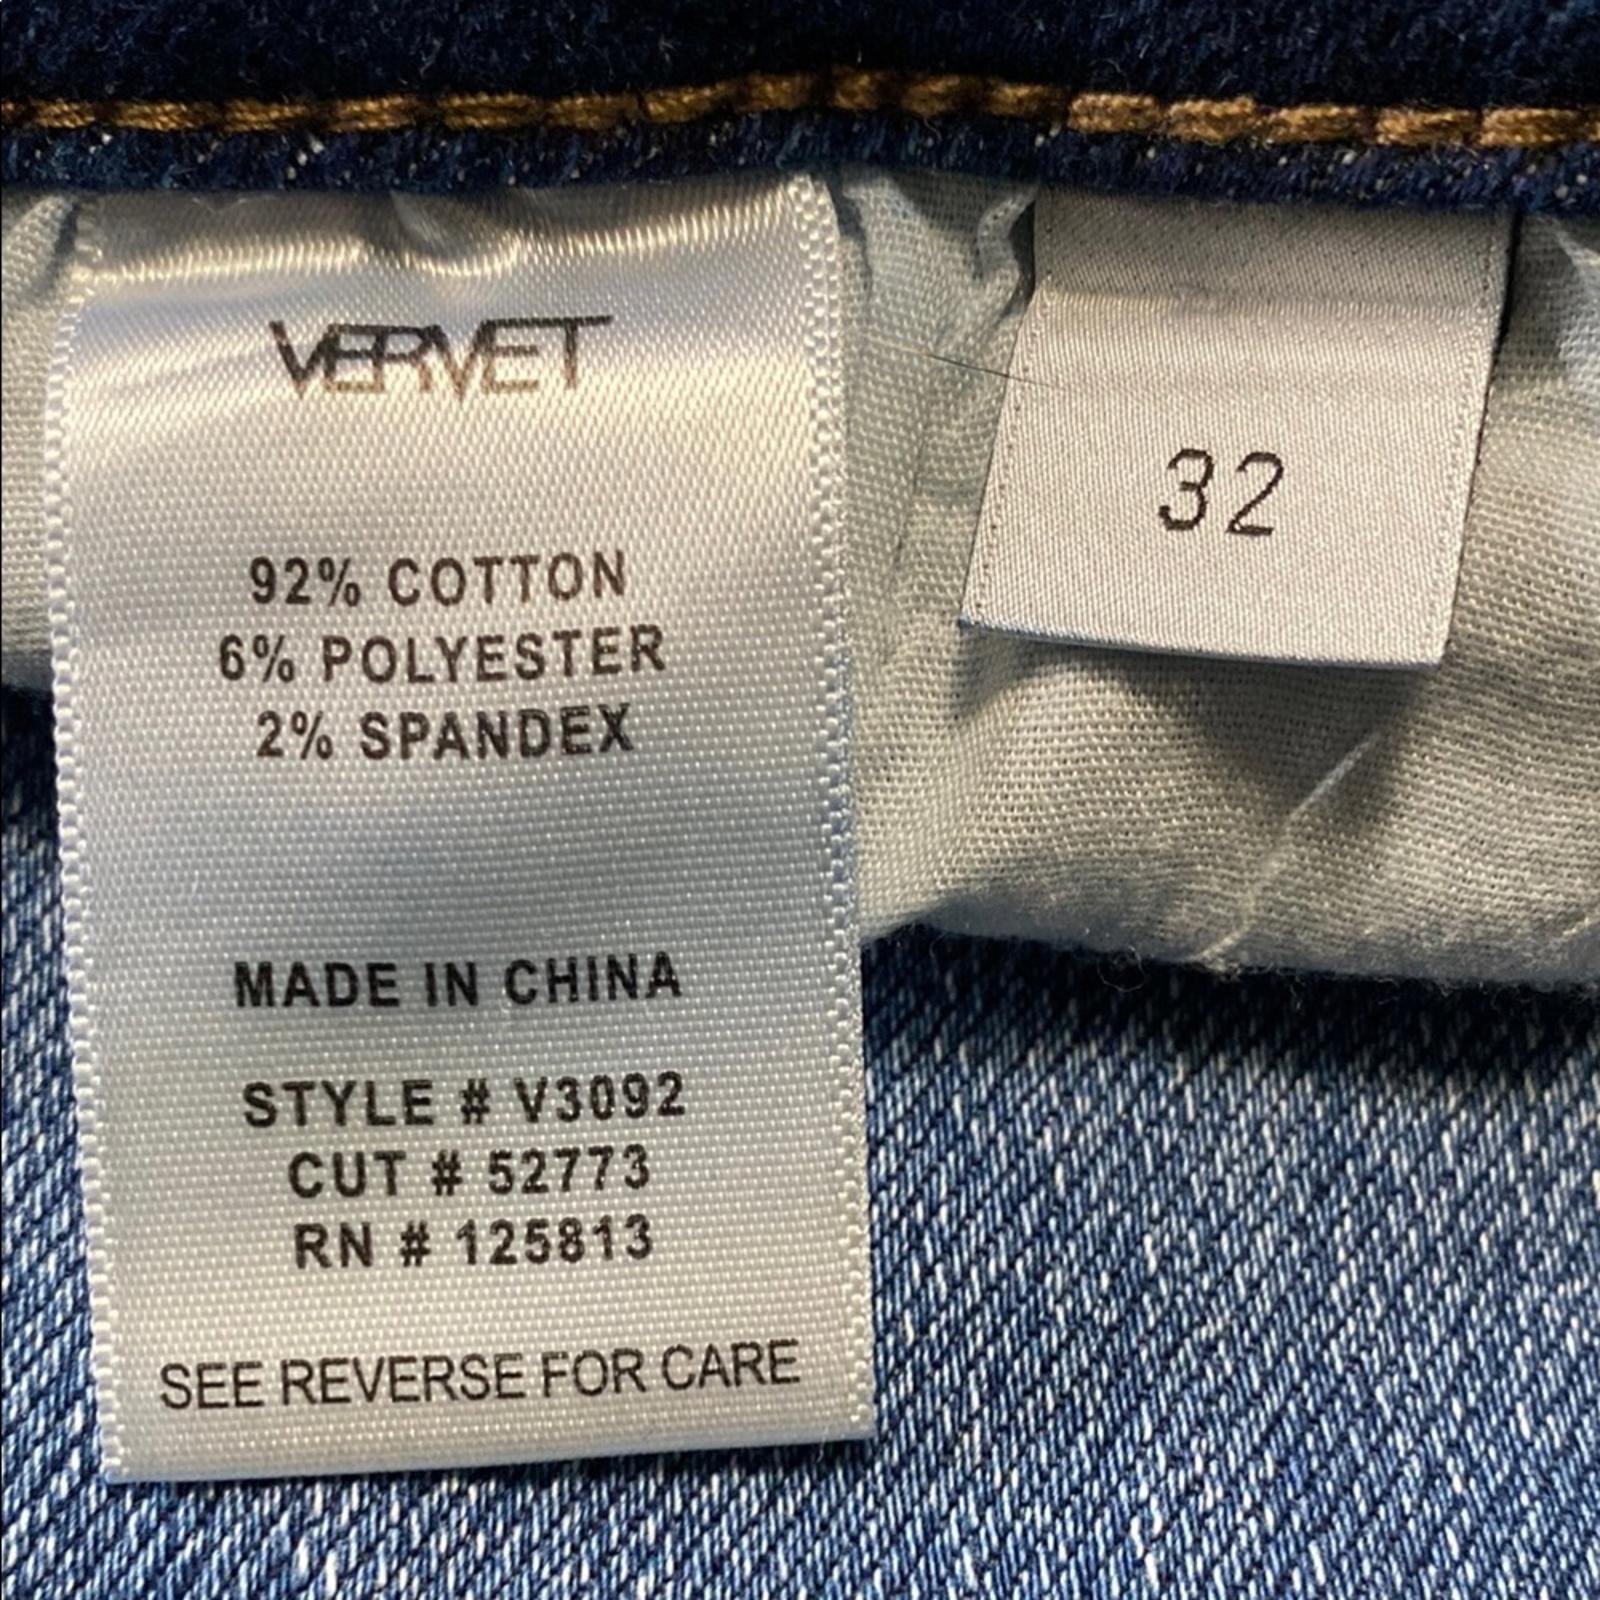 VERVET
92% COTTON
6% POLYESTER
2% SPANDEX
MADE IN CHINA
STYLE # V3092
CUT # 52773
RN # 125813
SEE REVERSE FOR CARE
32